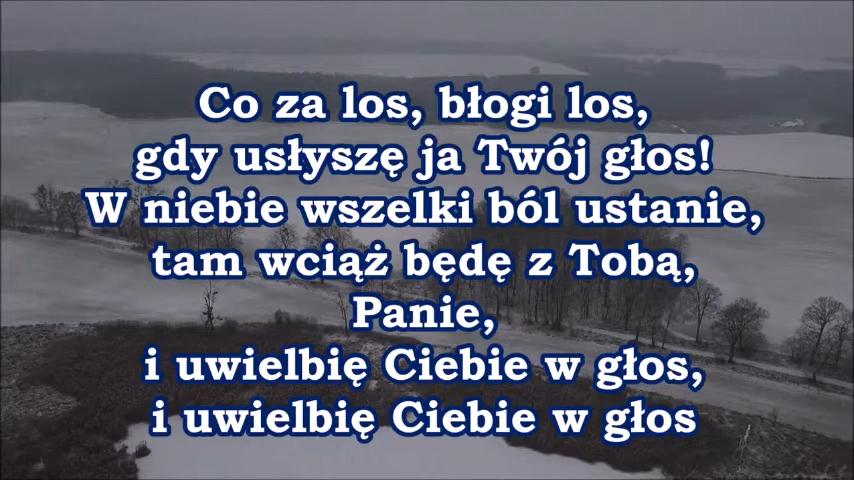 Co za los, błogi los,
gdy usłyszę ja Twój głos!
W niebie wszelki ból ustanie,
tam wciąż będę z Tobą,
Panie,
i uwielbię Ciebie w głos,
i uwielbię Ciebie w głos